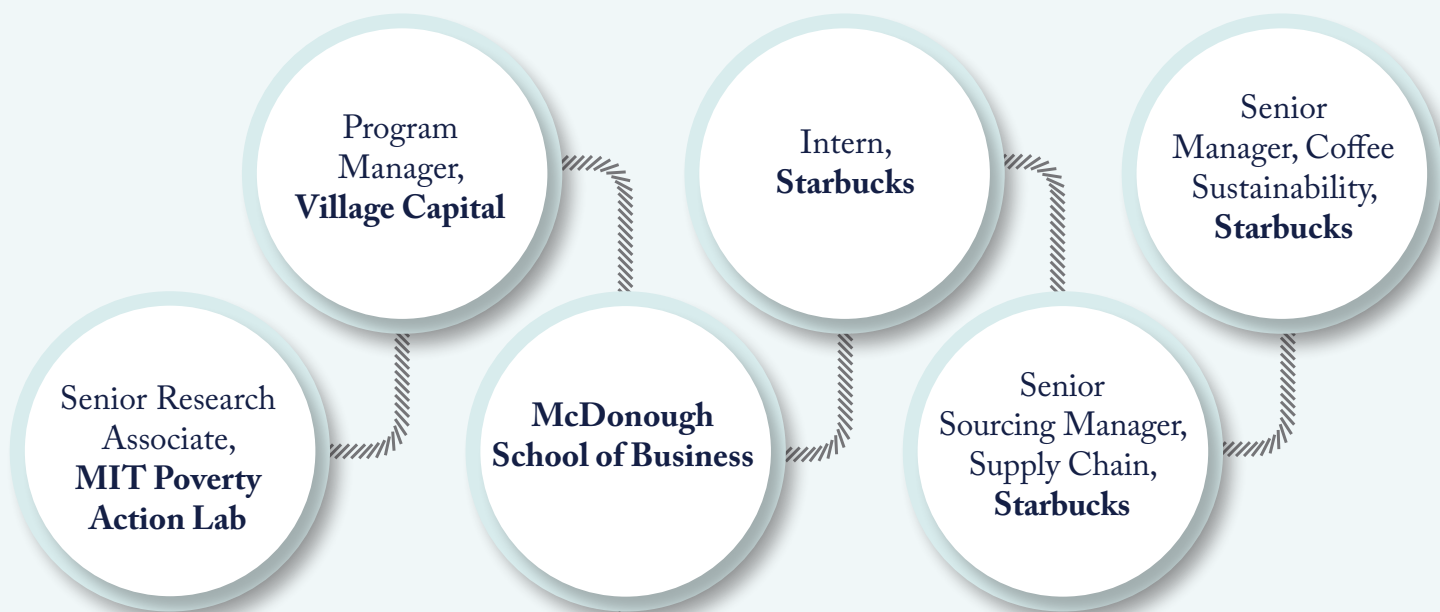 Senior Research
Associate,
MIT Poverty
Action Lab
Program
Manager,
Village Capital
McDonough
School of Business
Intern,
Starbucks
Senior
Sourcing Manager,
Supply Chain,
Starbucks
Senior
Manager, Coffee
Sustainability,
Starbucks